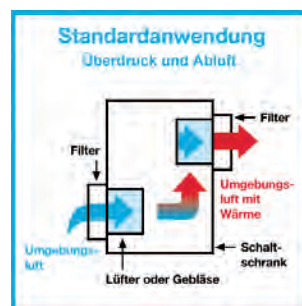 Standardanwendung
Überdruck und Abluft
Filter
Filter
Umgebungs-
luft mit
Wärme
Umgebungs-
luft
Schalt-
schrank
Lüfter oder Gebläse